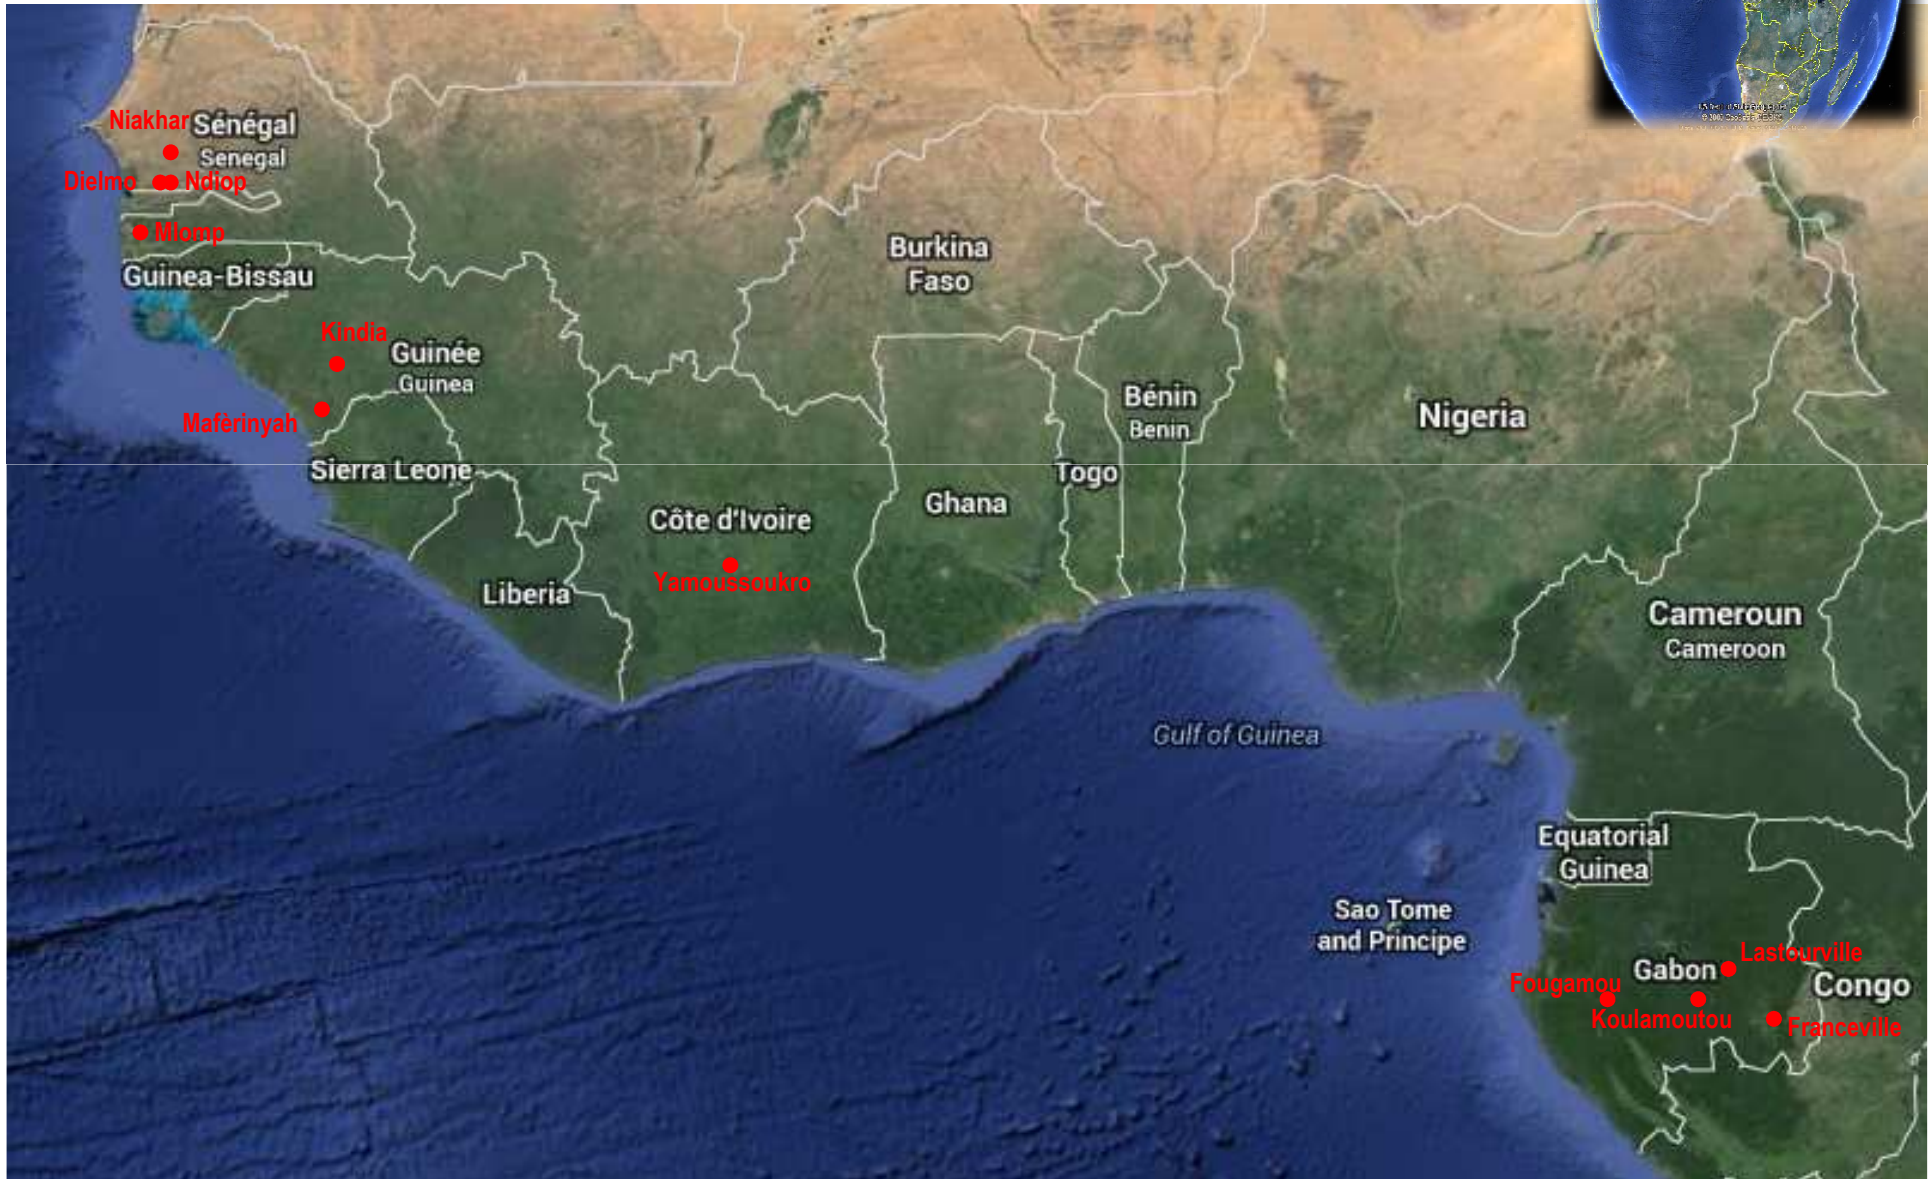 Niakhar
Sénégal
Senegal
Dielmo
Ndiop
Mlomp
Guinea-Bissau
Burkina
Faso
Kindia
Guinée
Guinea
Mafèrinyah
Bénin
Benin
Nigeria
Sierra Leone
Togo
Côte d'Ivoire
Ghana
Yamoussoukro
Liberia
Cameroun
Cameroon
Gulf of Guinea
Equatorial
Guinea
Sao Tome
and Principe
Lastourville
Gabon
Fougamou
Congo
Koulamoutou
Franceville